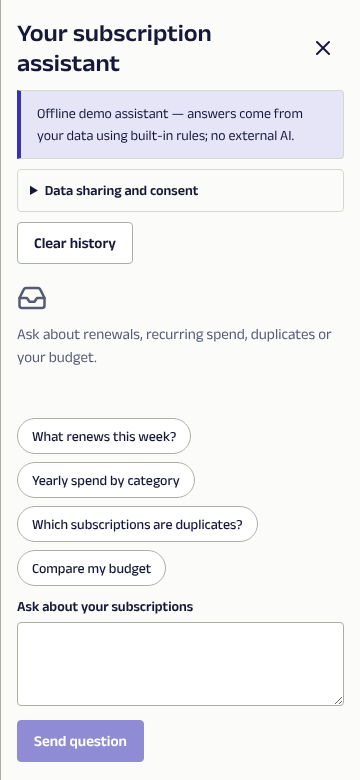 Your subscription
assistant
Offline demo assistant — answers come from
your data using built-in rules; no external AI.
Data sharing and consent
Clear history
Ask about renewals, recurring spend, duplicates or
your budget.
What renews this week?
Yearly spend by category
Which subscriptions are duplicates?
Compare my budget
Ask about your subscriptions
Send question